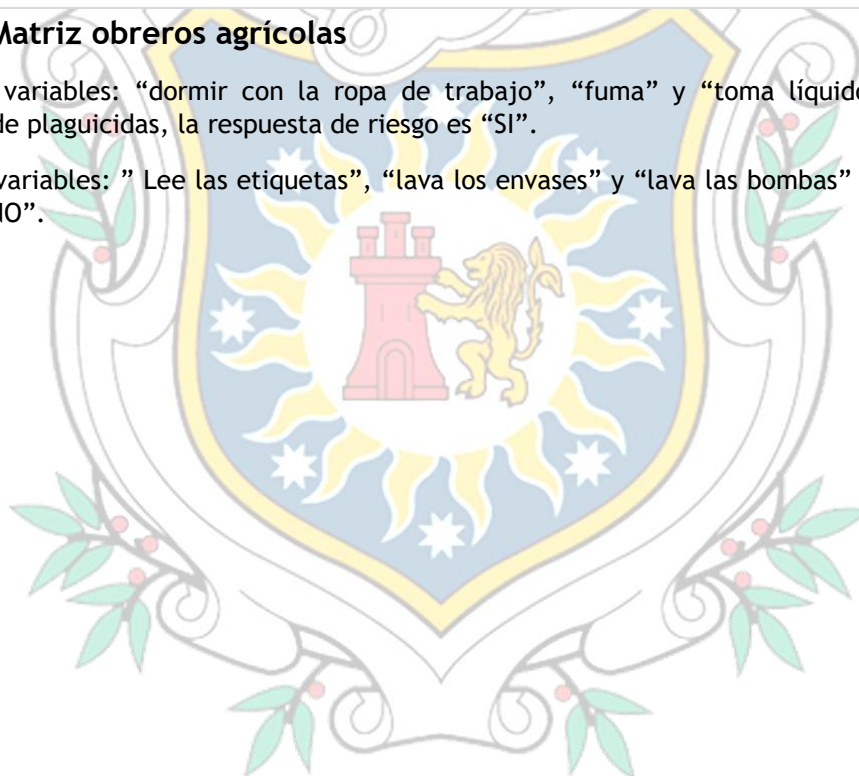 Matriz obreros agrícolas
variables: “dormir con la ropa de trabajo”, “fuma” y “toma líquido
de plaguicidas, la respuesta de riesgo es “SI”.
variables: ” Lee las etiquetas”, “lava los envases” y “lava las bombas”